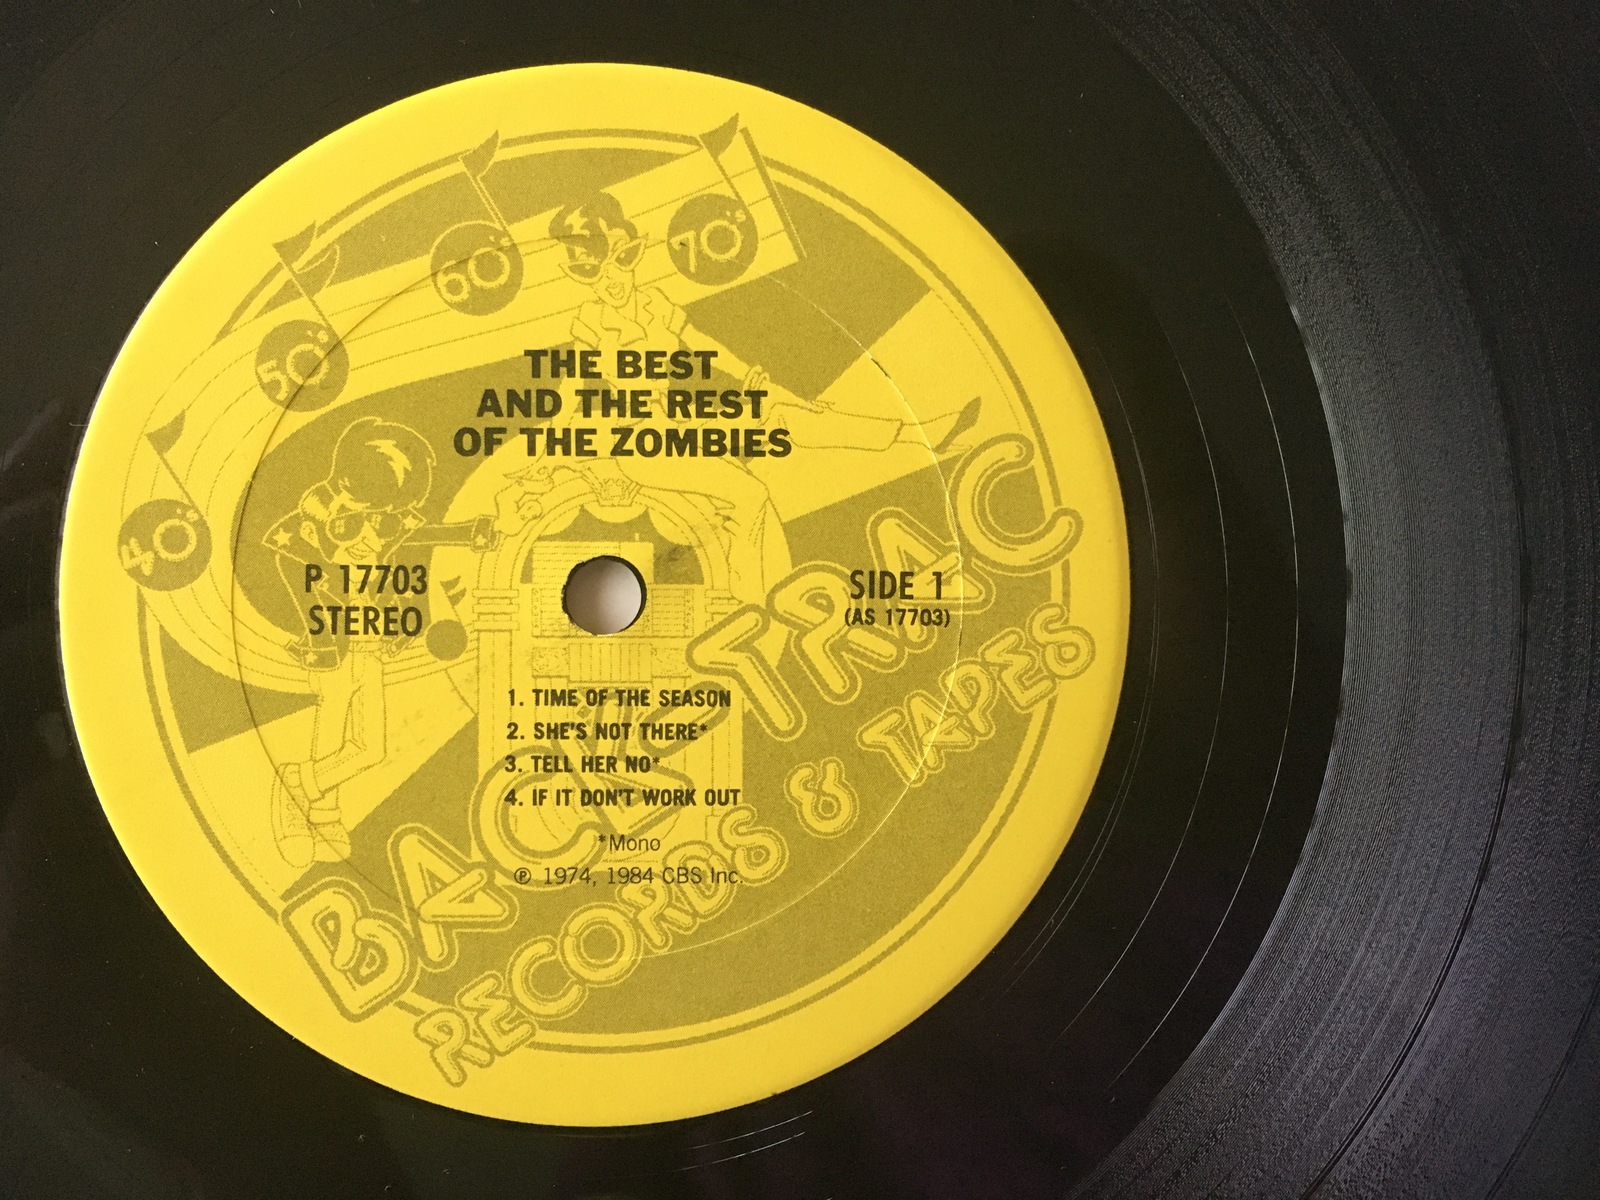 40's
50's
60's
70's
THE BEST
AND THE REST
OF THE ZOMBIES
P 17703
STEREO
SIDE 1
(AS 17703)
1. TIME OF THE SEASON
2. SHE'S NOT THERE*
3. TELL HER NO*
4. IF IT DON'T WORK OUT
*Mono
℗ 1974, 1984 CBS Inc.
BACK-TRAC
RECORDS & TAPES